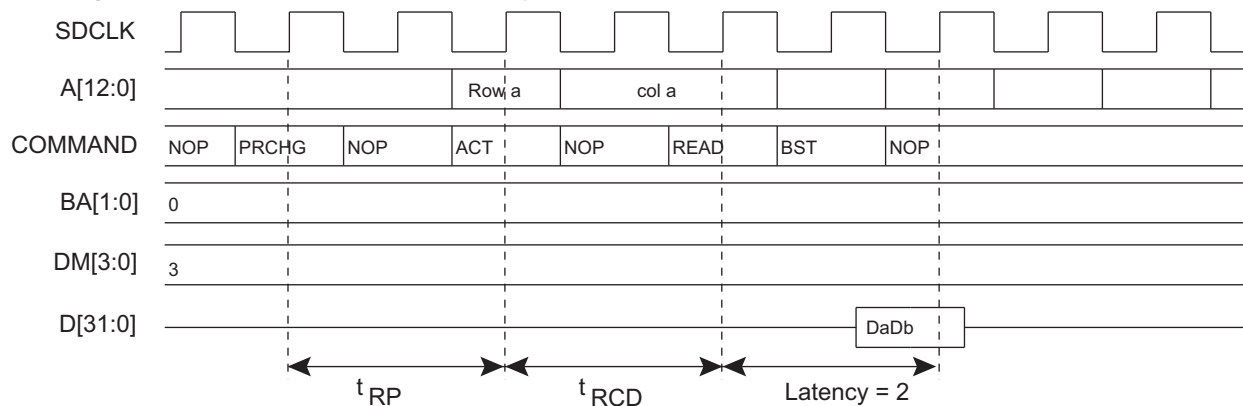 SDCLK
A[12:0] Row a col a
COMMAND NOP PRCHG NOP ACT NOP READ BST NOP
BA[1:0] 0
DM[3:0] 3
D[31:0] DaDb
t RP t RCD Latency = 2